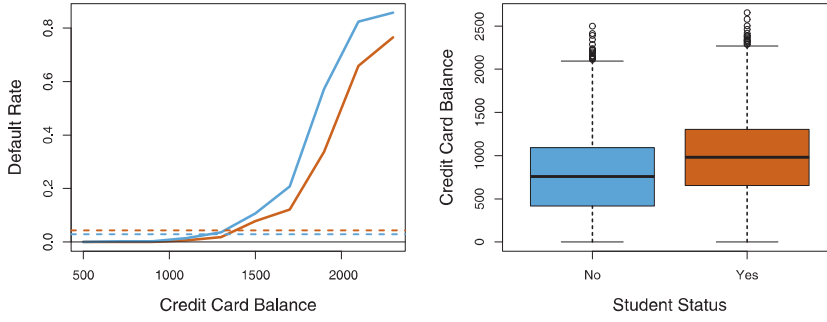 Default Rate
0.8
0.6
0.4
0.2
0.0
500 1000 1500 2000
Credit Card Balance
Credit Card Balance
2500
2000
1500
1000
500
0
No Yes
Student Status